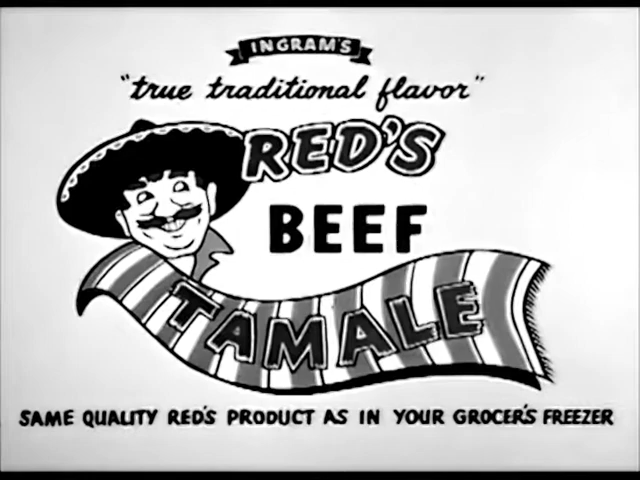 INGRAM'S
"true traditional flavor"
RED'S
BEEF
TAMALE
SAME QUALITY RED'S PRODUCT AS IN YOUR GROCER'S FREEZER